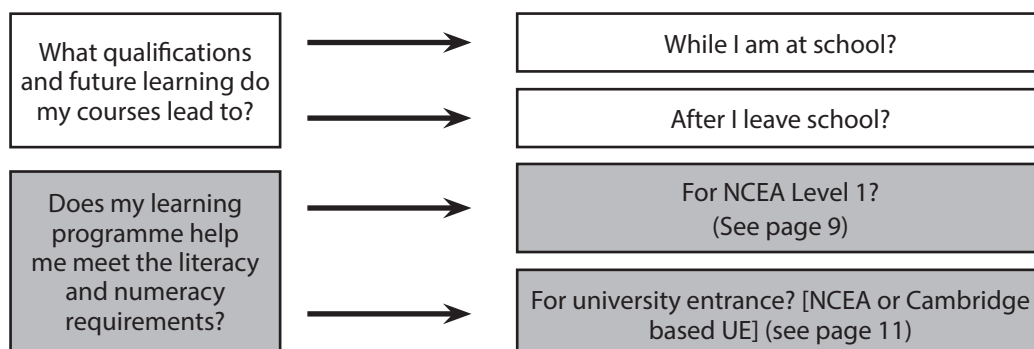 What qualifications
and future learning do
my courses lead to?
While I am at school?
After I leave school?
Does my learning
programme help
me meet the literacy
and numeracy
requirements?
For NCEA Level 1?
(See page 9)
For university entrance? [NCEA or Cambridge
based UE] (see page 11)